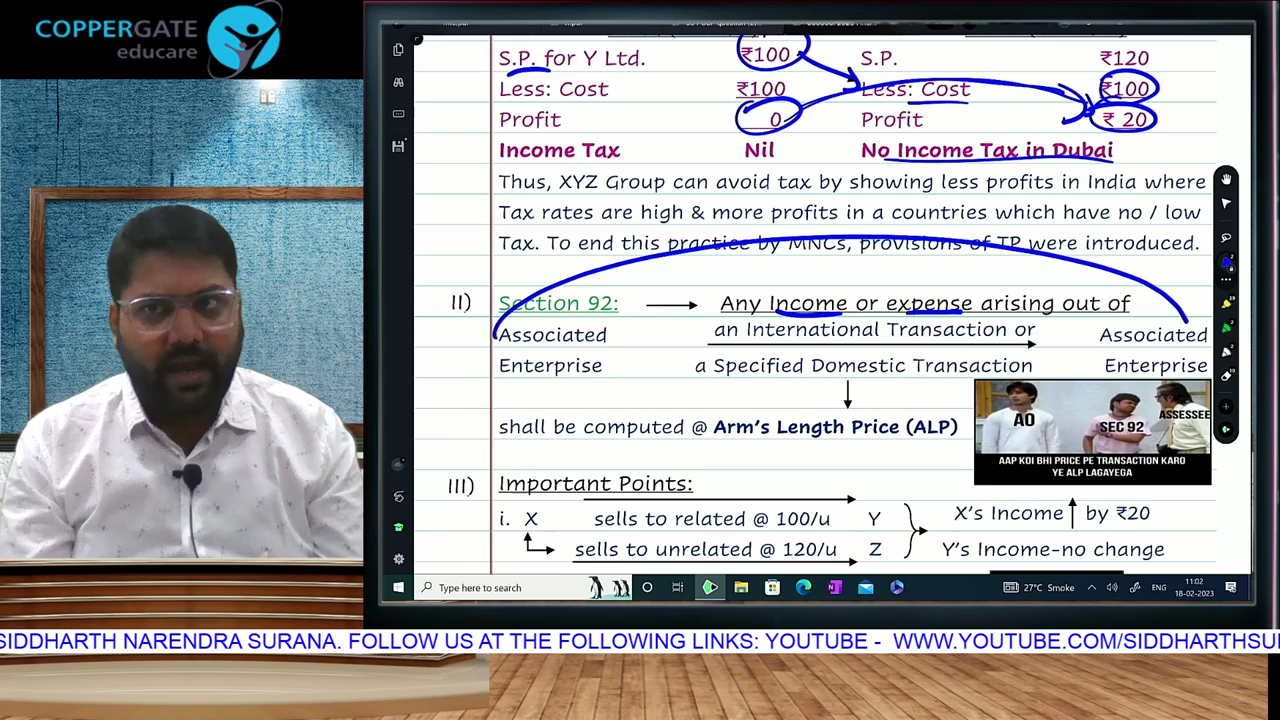 COPPERGATE
educare
S.P. for Y Ltd. ₹100 S.P. ₹120
Less: Cost ₹100 Less: Cost ₹100
Profit 0 Profit ₹ 20
Income Tax Nil No Income Tax in Dubai
Thus, XYZ Group can avoid tax by showing less profits in India where
Tax rates are high & more profits in a countries which have no / low
Tax. To end this practice by MNCs, provisions of TP were introduced.
II) Section 92: Any Income or expense arising out of
Associated an International Transaction or Associated
Enterprise a Specified Domestic Transaction Enterprise
shall be computed @ Arm's Length Price (ALP)
AO SEC 92 ASSESSEE
AAP KOI BHI PRICE PE TRANSACTION KARO
YE ALP LAGAYEGA
III) Important Points:
i. X sells to related @ 100/u Y X's Income by ₹20
sells to unrelated @ 120/u Z Y's Income-no change
Type here to search 27°C Smoke ENG 11:02
18-02-2023
SIDDHARTH NARENDRA SURANA. FOLLOW US AT THE FOLLOWING LINKS: YOUTUBE - WWW.YOUTUBE.COM/SIDDHARTHSU